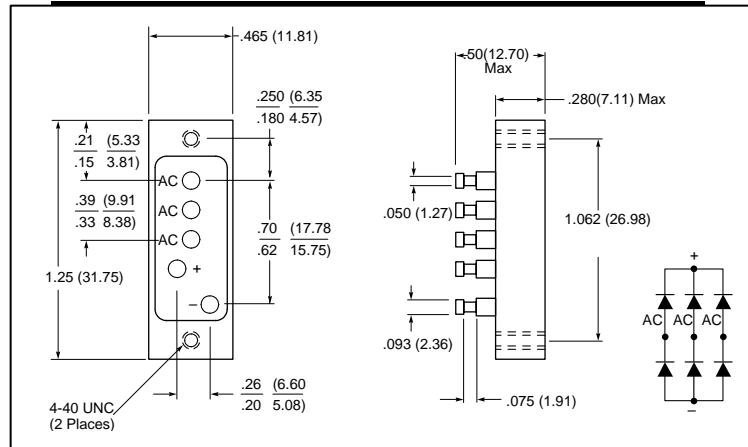 .465 (11.81)
.250 (6.35
.180 4.57)
.21 (5.33
.15 3.81)
AC
.39 (9.91
.33 8.38)
AC
AC
.70 (17.78
.62 15.75)
1.25 (31.75)
+
–
4-40 UNC
(2 Places)
.26 (6.60
.20 5.08)
.50(12.70)
Max
.280(7.11) Max
.050 (1.27)
1.062 (26.98)
.093 (2.36)
.075 (1.91)
+
AC AC AC
–